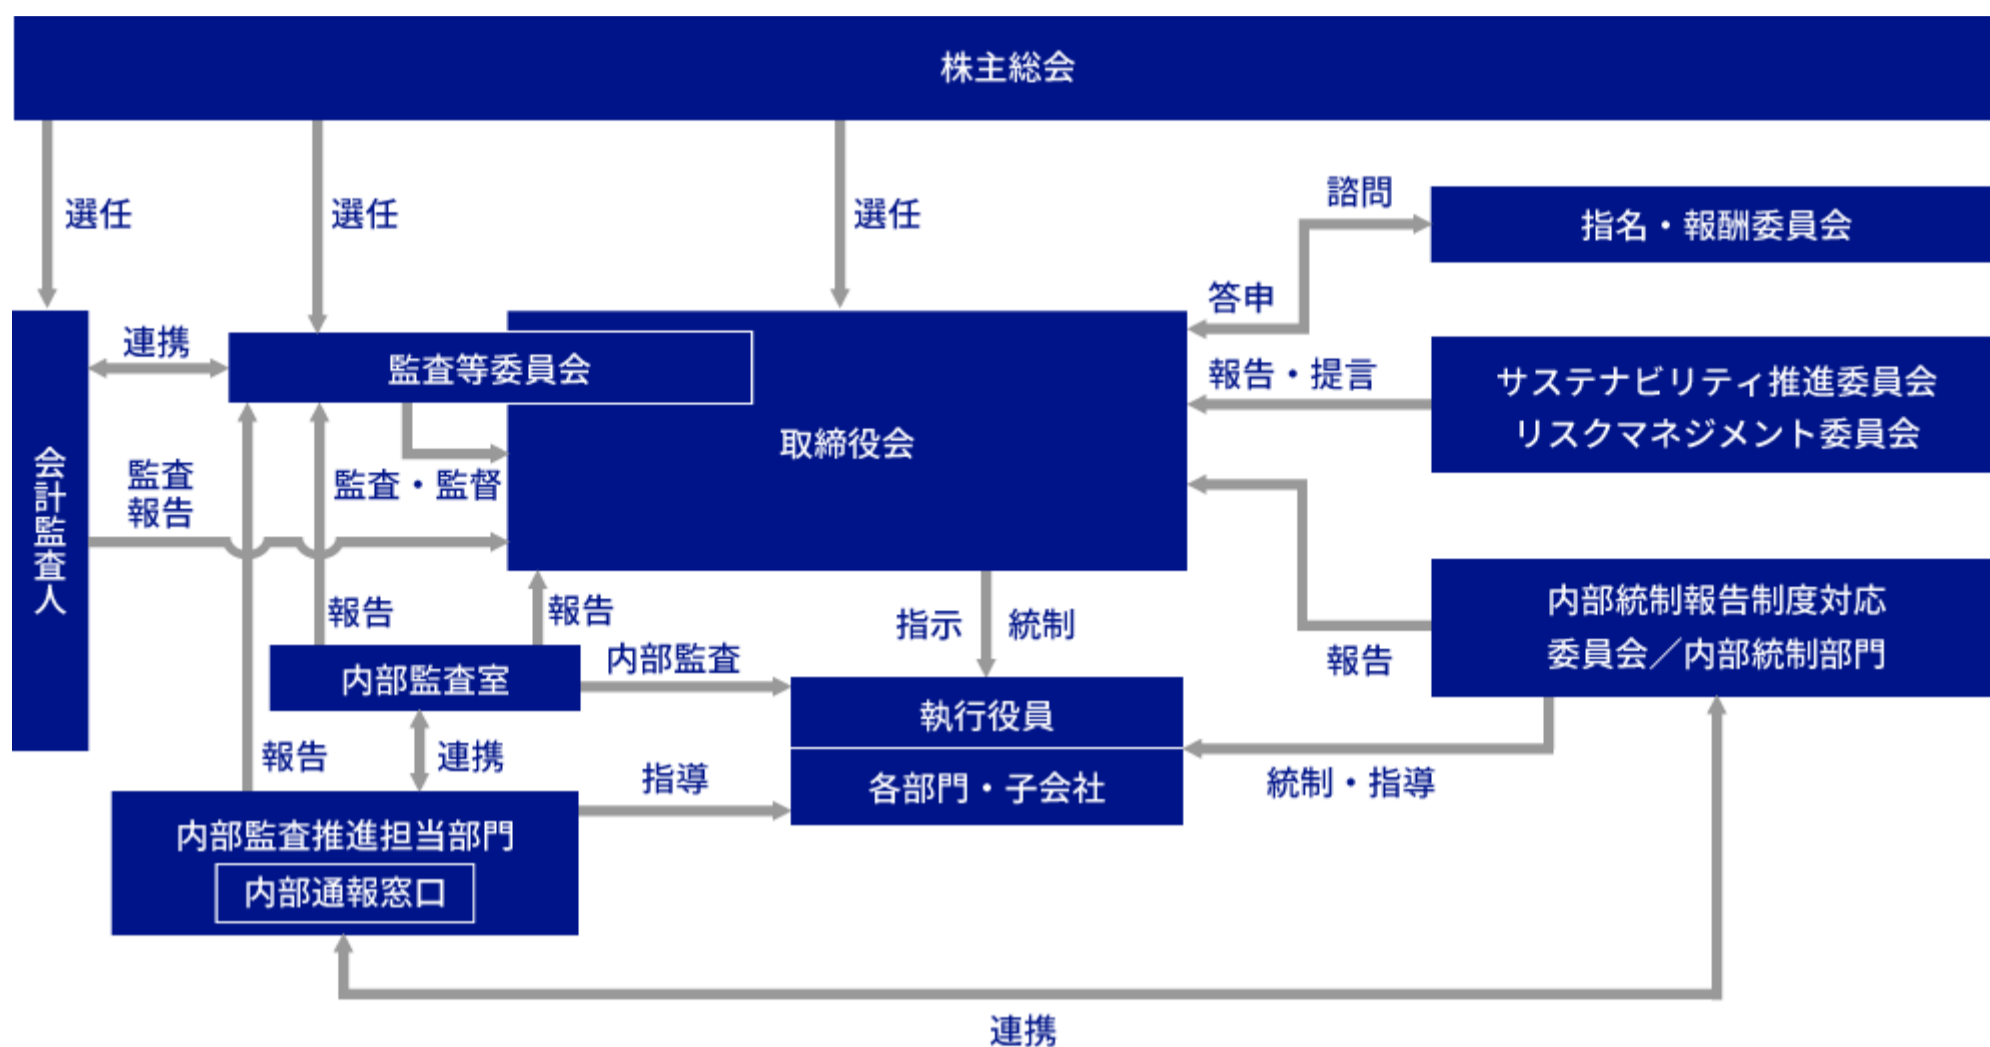 株主総会
選任
選任
選任
諮問
指名・報酬委員会
答申
連携
監査等委員会
報告・提言
サステナビリティ推進委員会
リスクマネジメント委員会
取締役会
会計監査人
監査
報告
監査・監督
報告
報告
指示
統制
内部統制報告制度対応
委員会／内部統制部門
報告
内部監査室
内部監査
執行役員
各部門・子会社
報告
連携
指導
統制・指導
内部監査推進担当部門
内部通報窓口
連携